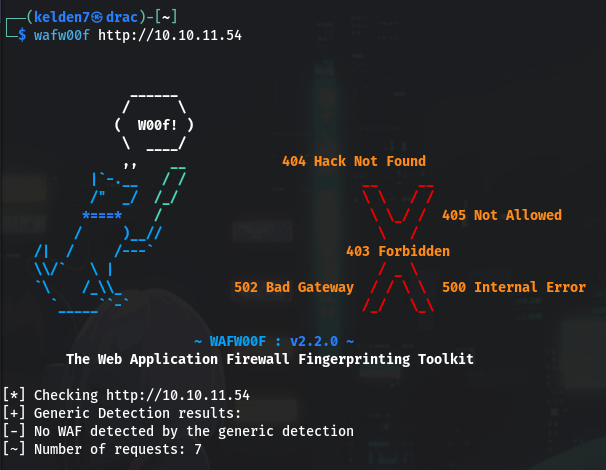 ┌──(kelden7㉿drac)-[~]
└─$ wafw00f http://10.10.11.54
( W00f! )
404 Hack Not Found
405 Not Allowed
403 Forbidden
502 Bad Gateway 500 Internal Error
~ WAFW00F : v2.2.0 ~
The Web Application Firewall Fingerprinting Toolkit
[*] Checking http://10.10.11.54
[+] Generic Detection results:
[-] No WAF detected by the generic detection
[~] Number of requests: 7